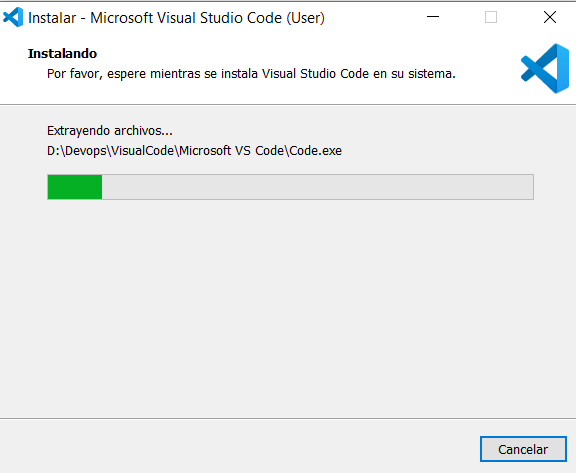 Instalar - Microsoft Visual Studio Code (User)
Instalando
Por favor, espere mientras se instala Visual Studio Code en su sistema.
Extrayendo archivos...
D:\Devops\VisualCode\Microsoft VS Code\Code.exe
Cancelar